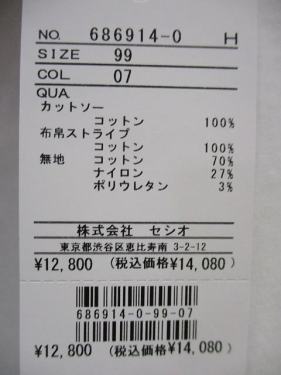 NO. 686914-0 H
SIZE 99
COL 07
QUA
カットソー
コットン 100%
布帛ストライプ
コットン 100%
無地 コットン 70%
ナイロン 27%
ポリウレタン 3%
株式会社 セシオ
東京都渋谷区恵比寿南 3-2-12
¥12,800 (税込価格¥14,080)
686914-0-99-07
¥12,800 (税込価格¥14,080)